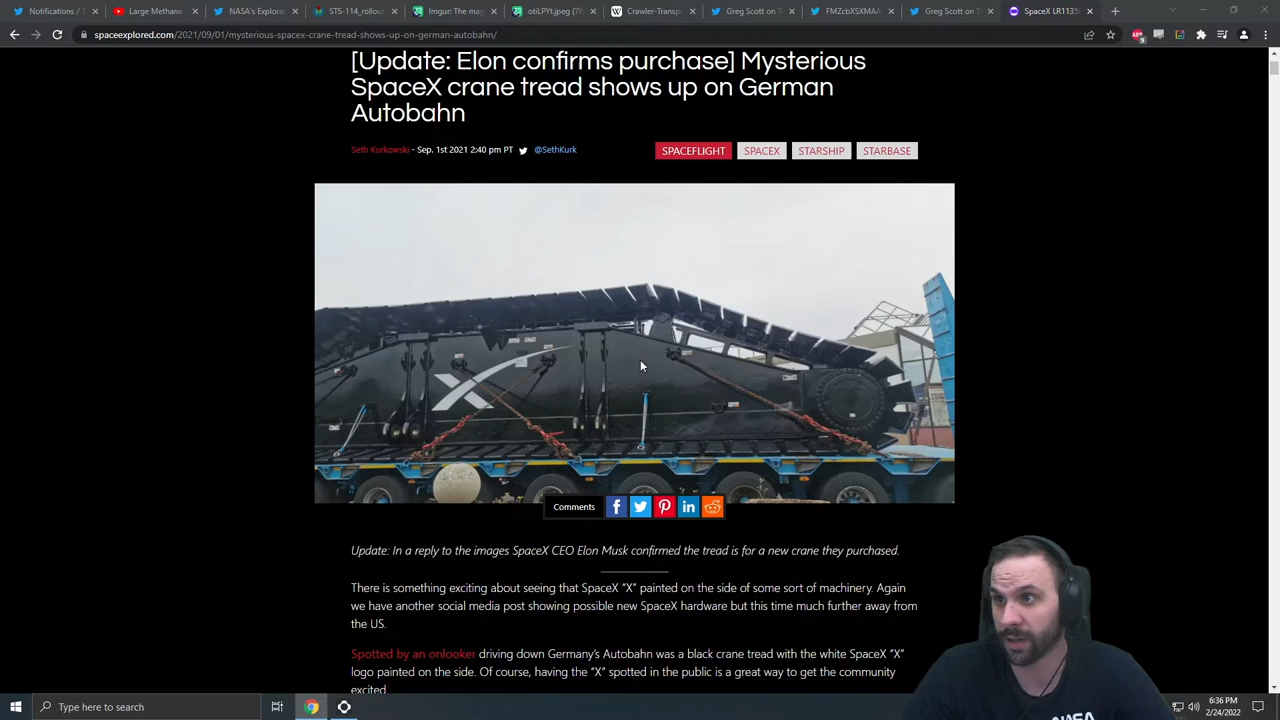 Notifications / T
Large Methane
NASA's Explora
STS-114_rollout
Imgur: The mag
otiLPYt.jpeg (76
Crawler-Transpo
Greg Scott on T
FMZcbXSXMAA
Greg Scott on T
SpaceX LR1135
spaceexplored.com/2021/09/01/mysterious-spacex-crane-tread-shows-up-on-german-autobahn/
[Update: Elon confirms purchase] Mysterious
SpaceX crane tread shows up on German
Autobahn
Seth Kurkowski - Sep. 1st 2021 2:40 pm PT @SethKurk
SPACEFLIGHT SPACEX STARSHIP STARBASE
Comments
Update: In a reply to the images SpaceX CEO Elon Musk confirmed the tread is for a new crane they purchased.
There is something exciting about seeing that SpaceX “X” painted on the side of some sort of machinery. Again
we have another social media post showing possible new SpaceX hardware but this time much further away from
the US.
Spotted by an onlooker driving down Germany’s Autobahn was a black crane tread with the white SpaceX “X”
logo painted on the side. Of course, having the “X” spotted in the public is a great way to get the community
excited
NASA
Type here to search
6:36 PM
2/24/2022